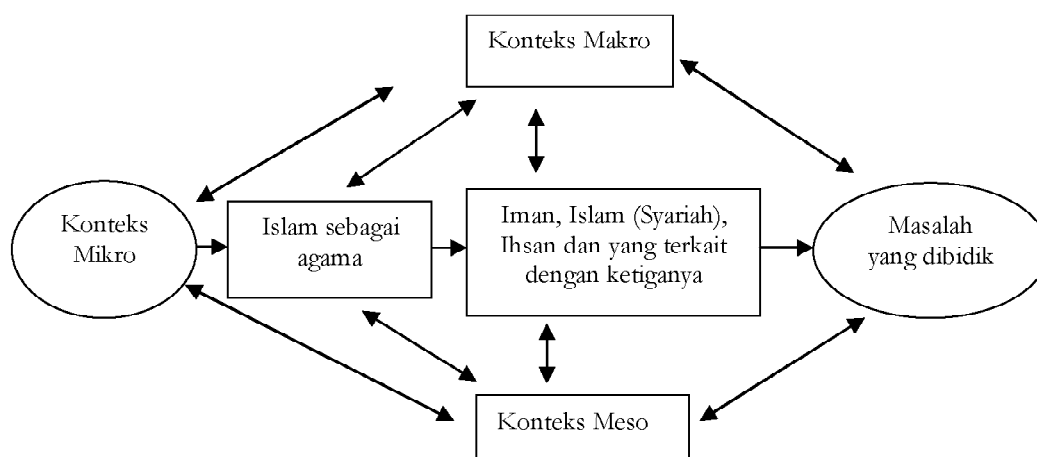 Konteks Makro
Konteks
Mikro
Islam sebagai
agama
Iman, Islam (Syariah),
Ihsan dan yang terkait
dengan ketiganya
Masalah
yang dibidik
Konteks Meso